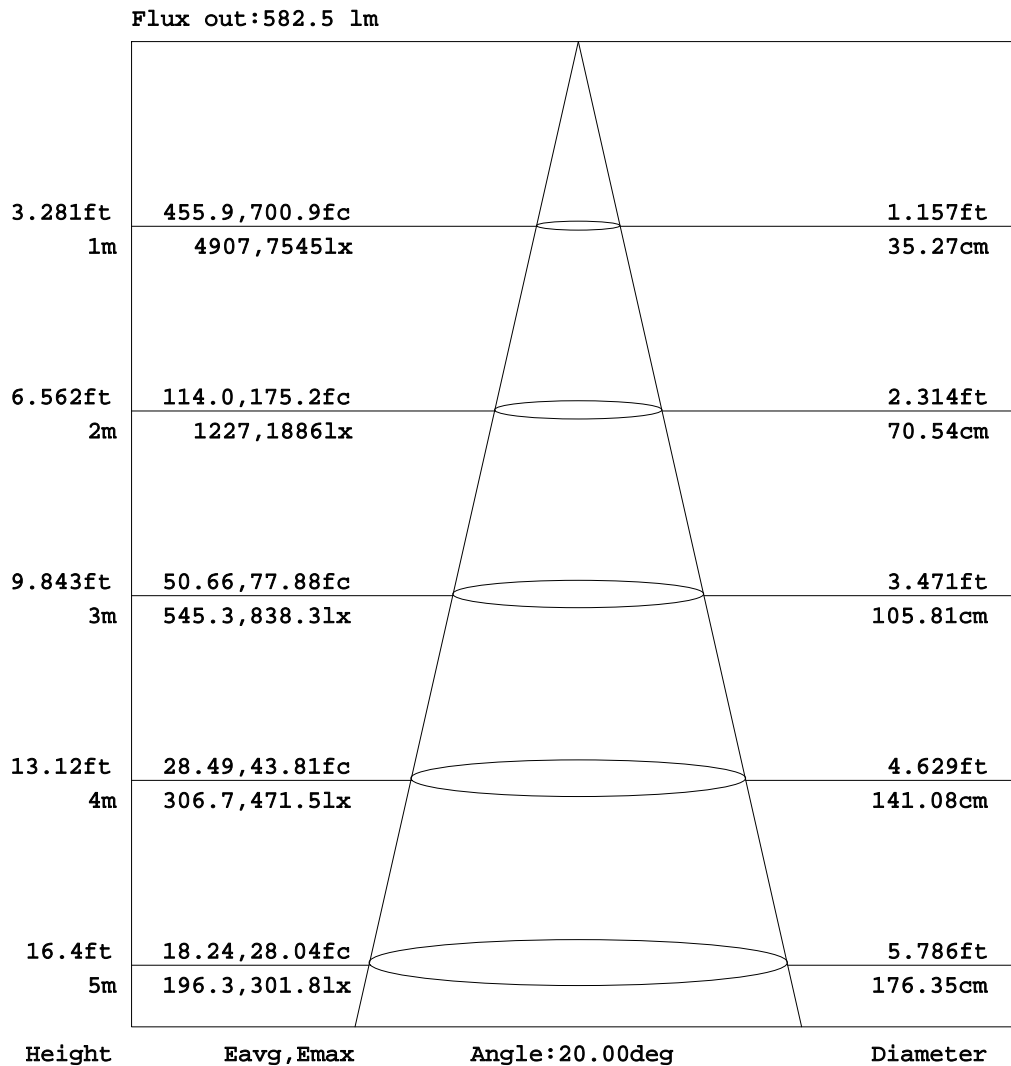 Flux out:582.5 lm
3.281ft 455.9,700.9fc 1.157ft
1m 4907,7545lx 35.27cm
6.562ft 114.0,175.2fc 2.314ft
2m 1227,1886lx 70.54cm
9.843ft 50.66,77.88fc 3.471ft
3m 545.3,838.3lx 105.81cm
13.12ft 28.49,43.81fc 4.629ft
4m 306.7,471.5lx 141.08cm
16.4ft 18.24,28.04fc 5.786ft
5m 196.3,301.8lx 176.35cm
Height Eavg,Emax Angle:20.00deg Diameter